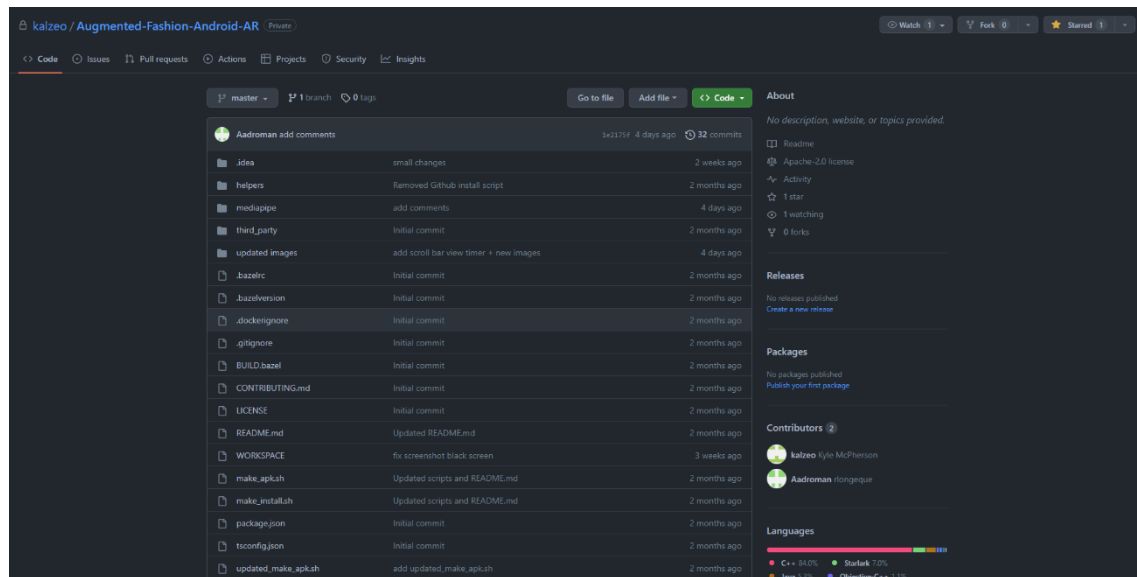 kalzeo / Augmented-Fashion-Android-AR Private
Watch 1 Fork 0 Starred 1
Code Issues Pull requests Actions Projects Security Insights
master 1 branch 0 tags Go to file Add file Code
Aadroman add comments 1e2175f 4 days ago 32 commits
.idea small changes 2 weeks ago
helpers Removed Github install script 2 months ago
mediapipe add comments 4 days ago
third_party Initial commit 2 months ago
updated images add scroll bar view timer + new images 4 days ago
.bazelrc Initial commit 2 months ago
.bazelversion Initial commit 2 months ago
.dockerignore Initial commit 2 months ago
.gitignore Initial commit 2 months ago
BUILD.bazel Initial commit 2 months ago
CONTRIBUTING.md Initial commit 2 months ago
LICENSE Initial commit 2 months ago
README.md Updated README.md 2 months ago
WORKSPACE fix screenshot black screen 3 weeks ago
make_apk.sh Updated scripts and README.md 2 months ago
make_install.sh Updated scripts and README.md 2 months ago
package.json Initial commit 2 months ago
tsconfig.json Initial commit 2 months ago
updated_make_apk.sh add updated_make_apk.sh 2 months ago
About
No description, website, or topics provided.
Readme
Apache-2.0 license
Activity
1 star
1 watching
0 forks
Releases
No releases published
Create a new release
Packages
No packages published
Publish your first package
Contributors 2
kalzeo Kyle McPherson
Aadroman rlongeque
Languages
C++ 84.0% Starlark 7.0%